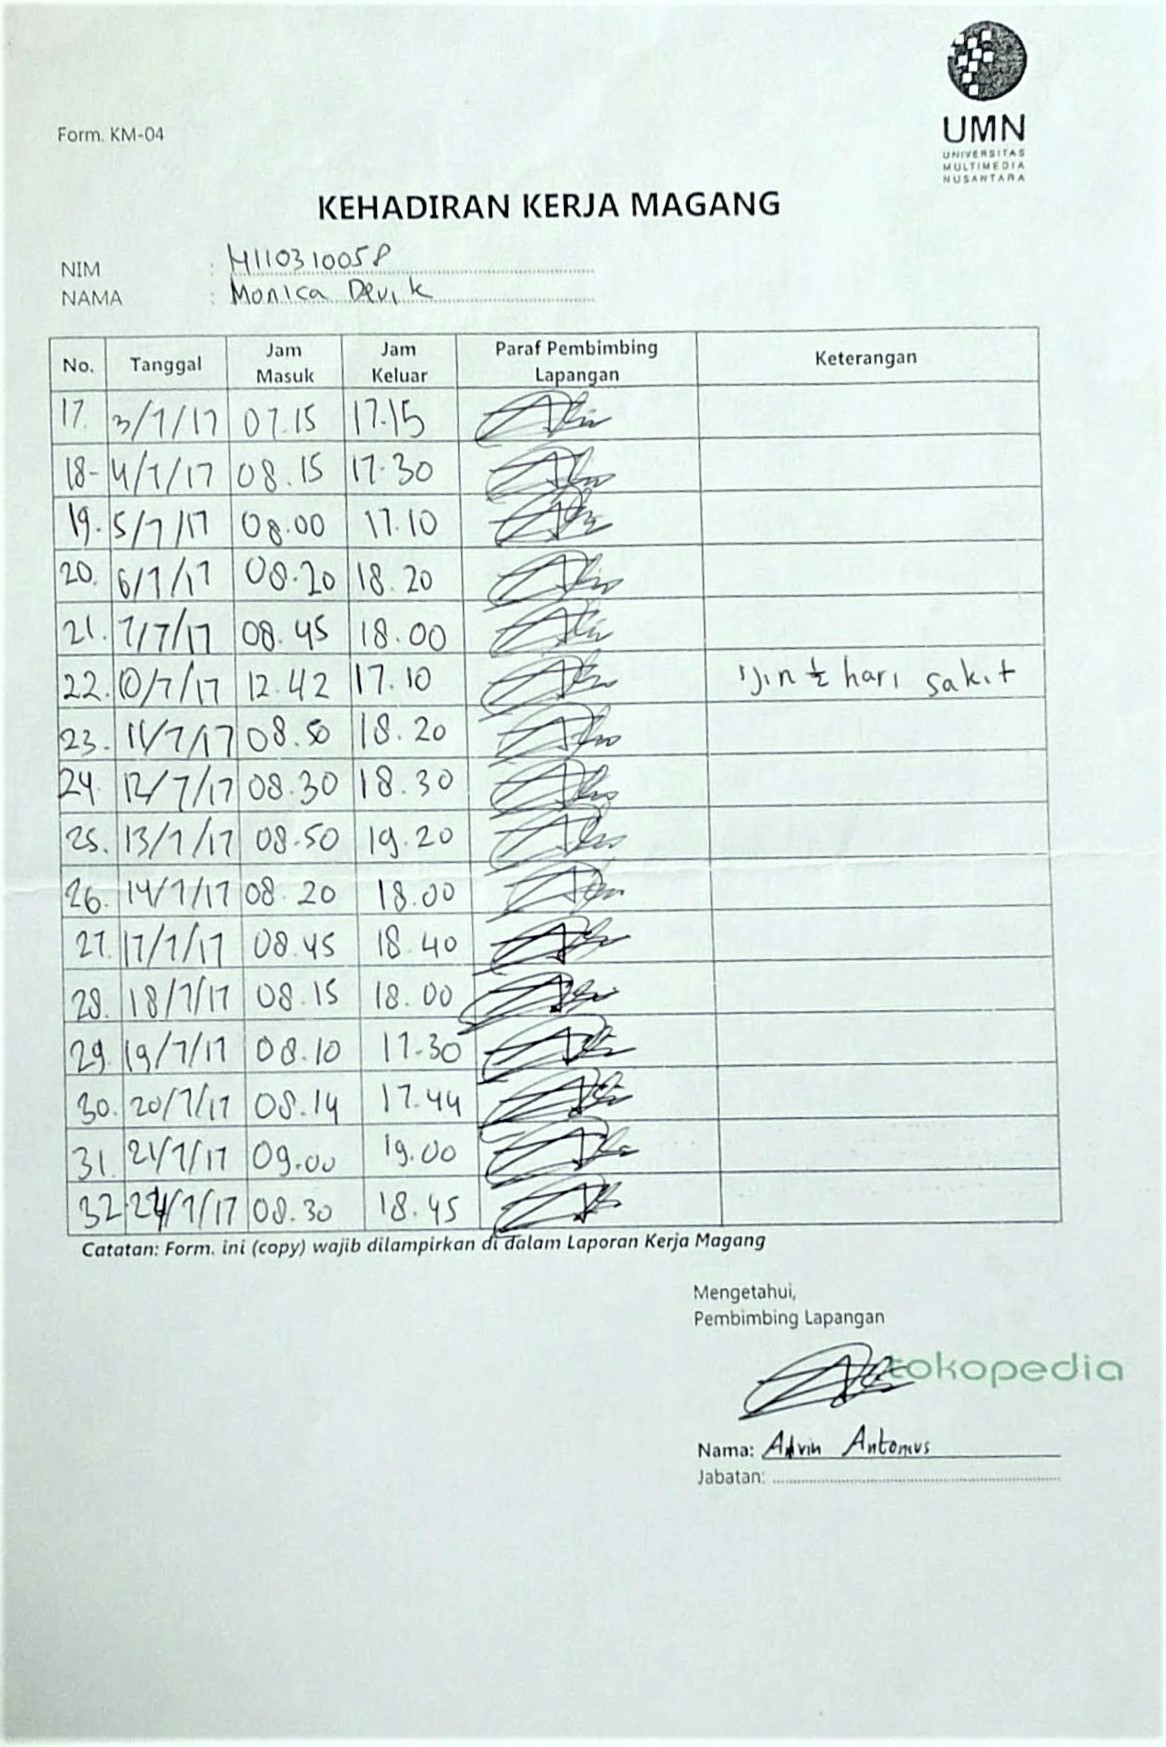 UMN
UNIVERSITAS
MULTIMEDIA
NUSANTARA
Form. KM-04
KEHADIRAN KERJA MAGANG
NIM : 14110310058
NAMA : Monica Devi K
No. Tanggal Jam Masuk Jam Keluar Paraf Pembimbing Lapangan Keterangan
17. 3/7/17 07.15 17.15
18- 4/7/17 08.15 17.30
19. 5/7/17 08.00 17.10
20. 6/7/17 08.20 18.20
21. 7/7/17 08.45 18.00
22. 10/7/17 12.42 17.10 ijin ½ hari sakit
23. 11/7/17 08.50 18.20
24. 12/7/17 08.30 18.30
25. 13/7/17 08.50 19.20
26. 14/7/17 08.20 18.00
27. 17/7/17 08.45 18.40
28. 18/7/17 08.15 18.00
29. 19/7/17 08.10 17.30
30. 20/7/17 08.14 17.44
31. 21/7/17 09.00 19.00
32. 24/7/17 08.30 18.45
Catatan: Form. ini (copy) wajib dilampirkan di dalam Laporan Kerja Magang
Mengetahui,
Pembimbing Lapangan
tokopedia
Nama: Advin Antonius
Jabatan: